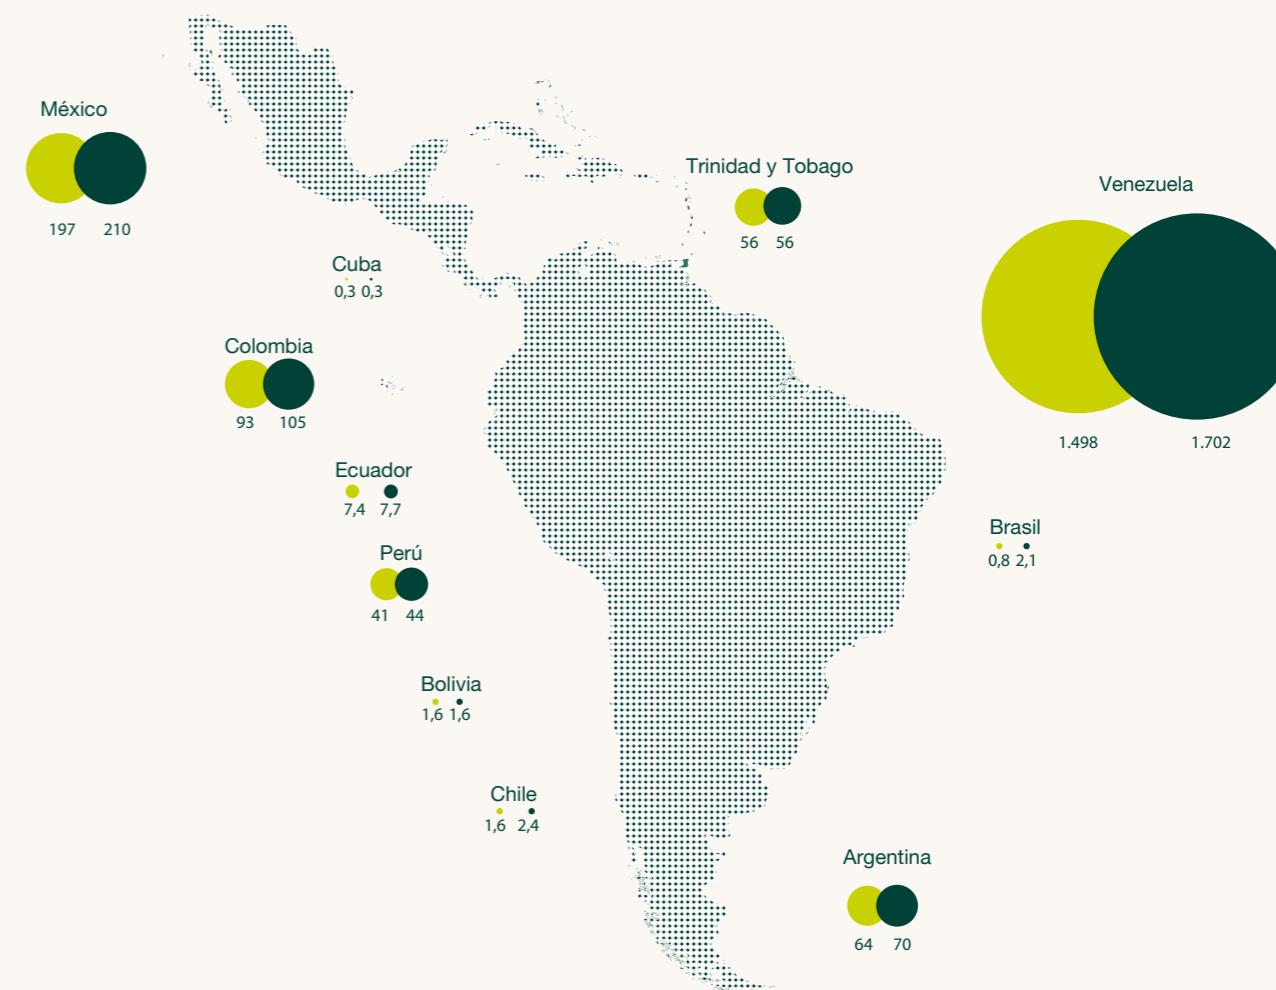 México
197 210
Trinidad y Tobago
56 56
Venezuela
1.498 1.702
Cuba
0,3 0,3
Colombia
93 105
Ecuador
7,4 7,7
Brasil
0,8 2,1
Perú
41 44
Bolivia
1,6 1,6
Chile
1,6 2,4
Argentina
64 70